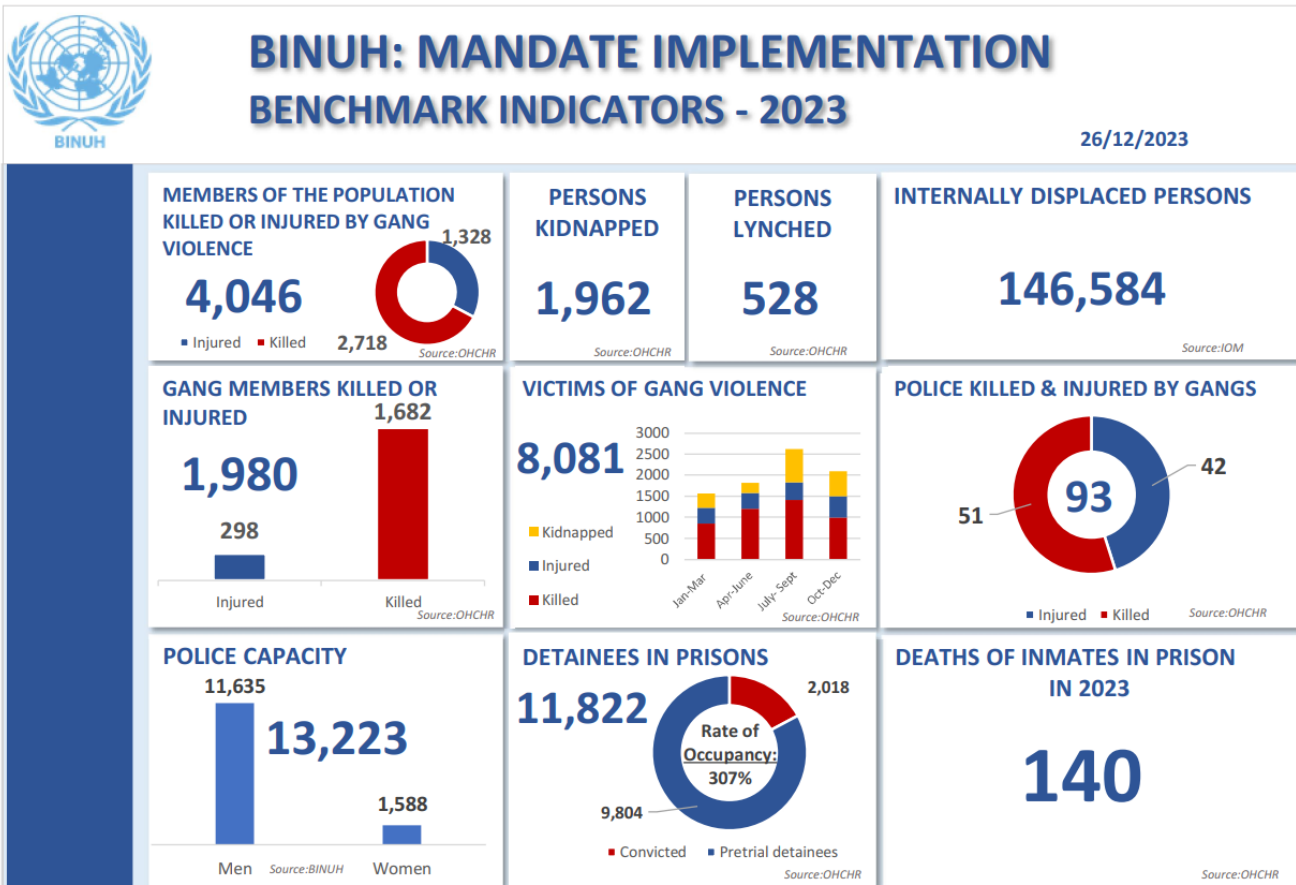 BINUH
BINUH: MANDATE IMPLEMENTATION
BENCHMARK INDICATORS - 2023
26/12/2023
MEMBERS OF THE POPULATION
KILLED OR INJURED BY GANG
VIOLENCE
1,328
4,046
Injured
Killed
2,718
Source:OHCHR
PERSONS
KIDNAPPED
1,962
Source:OHCHR
PERSONS
LYNCHED
528
Source:OHCHR
INTERNALLY DISPLACED PERSONS
146,584
Source:IOM
GANG MEMBERS KILLED OR
INJURED
1,682
1,980
298
Injured
Killed
Source:OHCHR
VICTIMS OF GANG VIOLENCE
8,081
3000
2500
2000
1500
1000
500
0
Kidnapped
Injured
Killed
Jan-Mar
Apr-June
July- Sept
Oct-Dec
Source:OHCHR
POLICE KILLED & INJURED BY GANGS
42
93
51
Injured
Killed
Source:OHCHR
POLICE CAPACITY
11,635
13,223
1,588
Men
Source:BINUH
Women
DETAINEES IN PRISONS
11,822
2,018
Rate of
Occupancy:
307%
9,804
Convicted
Pretrial detainees
Source:OHCHR
DEATHS OF INMATES IN PRISON
IN 2023
140
Source:OHCHR